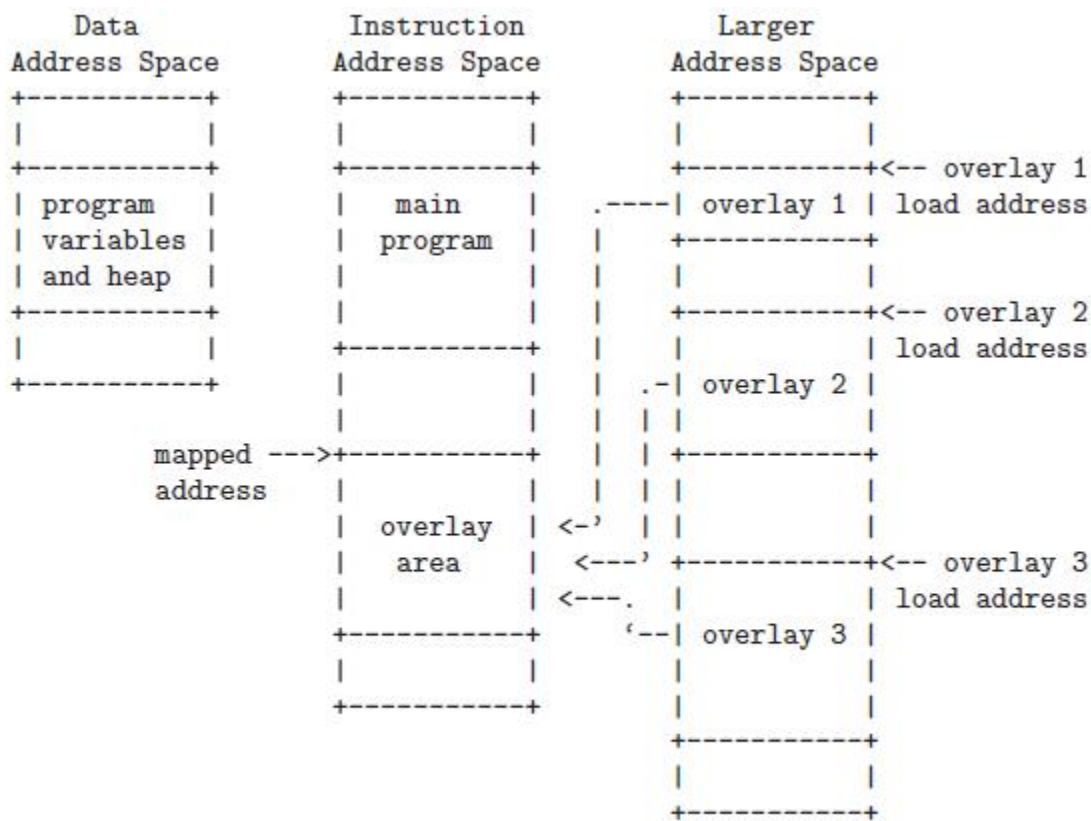 Data             Instruction            Larger
Address Space       Address Space        Address Space
+-----------+       +-----------+        +-----------+
|           |       |           |        |           |
+-----------+       +-----------+        +-----------+<-- overlay 1
| program   |       |   main    |   .----| overlay 1 | load address
| variables |       |  program  |   |    +-----------+
| and heap  |       |           |   |    |           |
+-----------+       |           |   |    +-----------+<-- overlay 2
|           |       +-----------+   |    |           | load address
+-----------+       |           |   |  .-| overlay 2 |
                    |           |   |  | |           |
         mapped --->+-----------+   |  | +-----------+
         address    |           |   |  | |           |
                    |  overlay  | <-'  | |           |
                    |   area    |  <---' +-----------+<-- overlay 3
                    |           | <---.  |           | load address
                    +-----------+     ‘--| overlay 3 |
                    |           |        |           |
                    +-----------+        |           |
                                         +-----------+
                                         |           |
                                         +-----------+